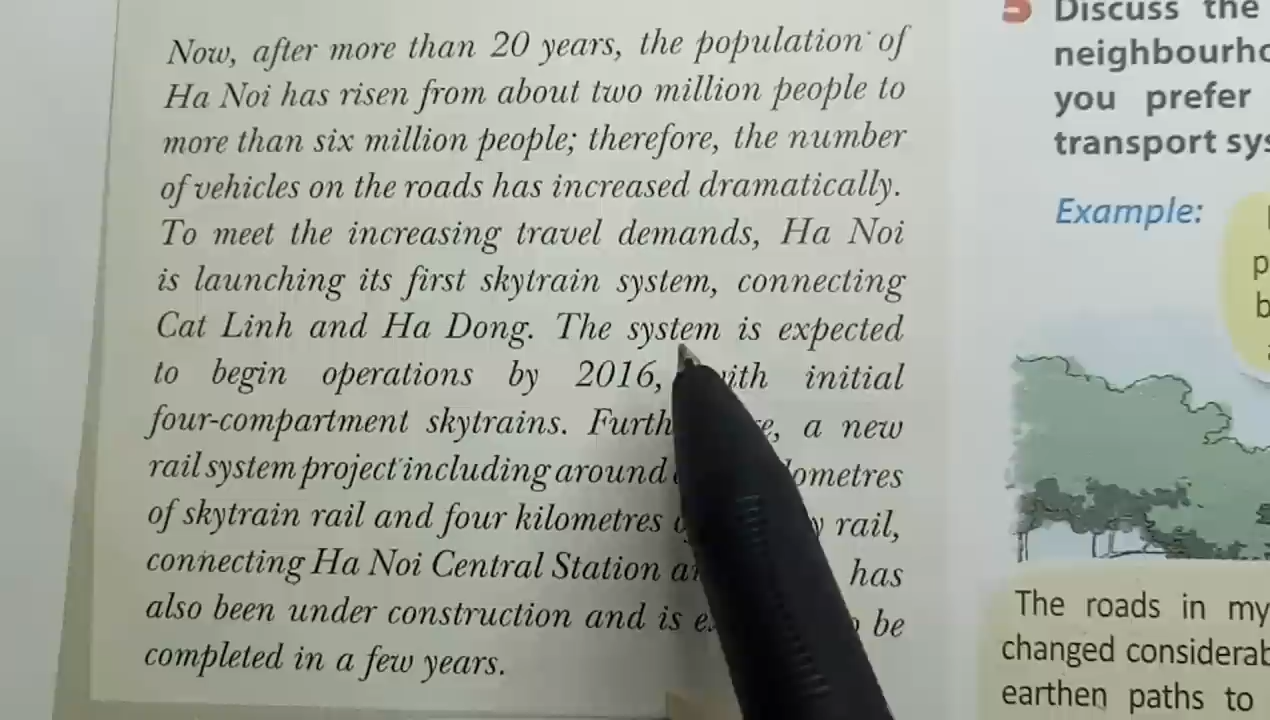 Now, after more than 20 years, the population of
Ha Noi has risen from about two million people to
more than six million people; therefore, the number
of vehicles on the roads has increased dramatically.
To meet the increasing travel demands, Ha Noi
is launching its first skytrain system, connecting
Cat Linh and Ha Dong. The system is expected
to begin operations by 2016, with initial
four-compartment skytrains. a new
rail system project including around
of skytrain rail and four kilometres rail,
connecting Ha Noi Central Station has
also been under construction and is be
completed in a few years.
5 Discuss the
you prefer
transport
Example:
The roads in my
changed
earthen paths to